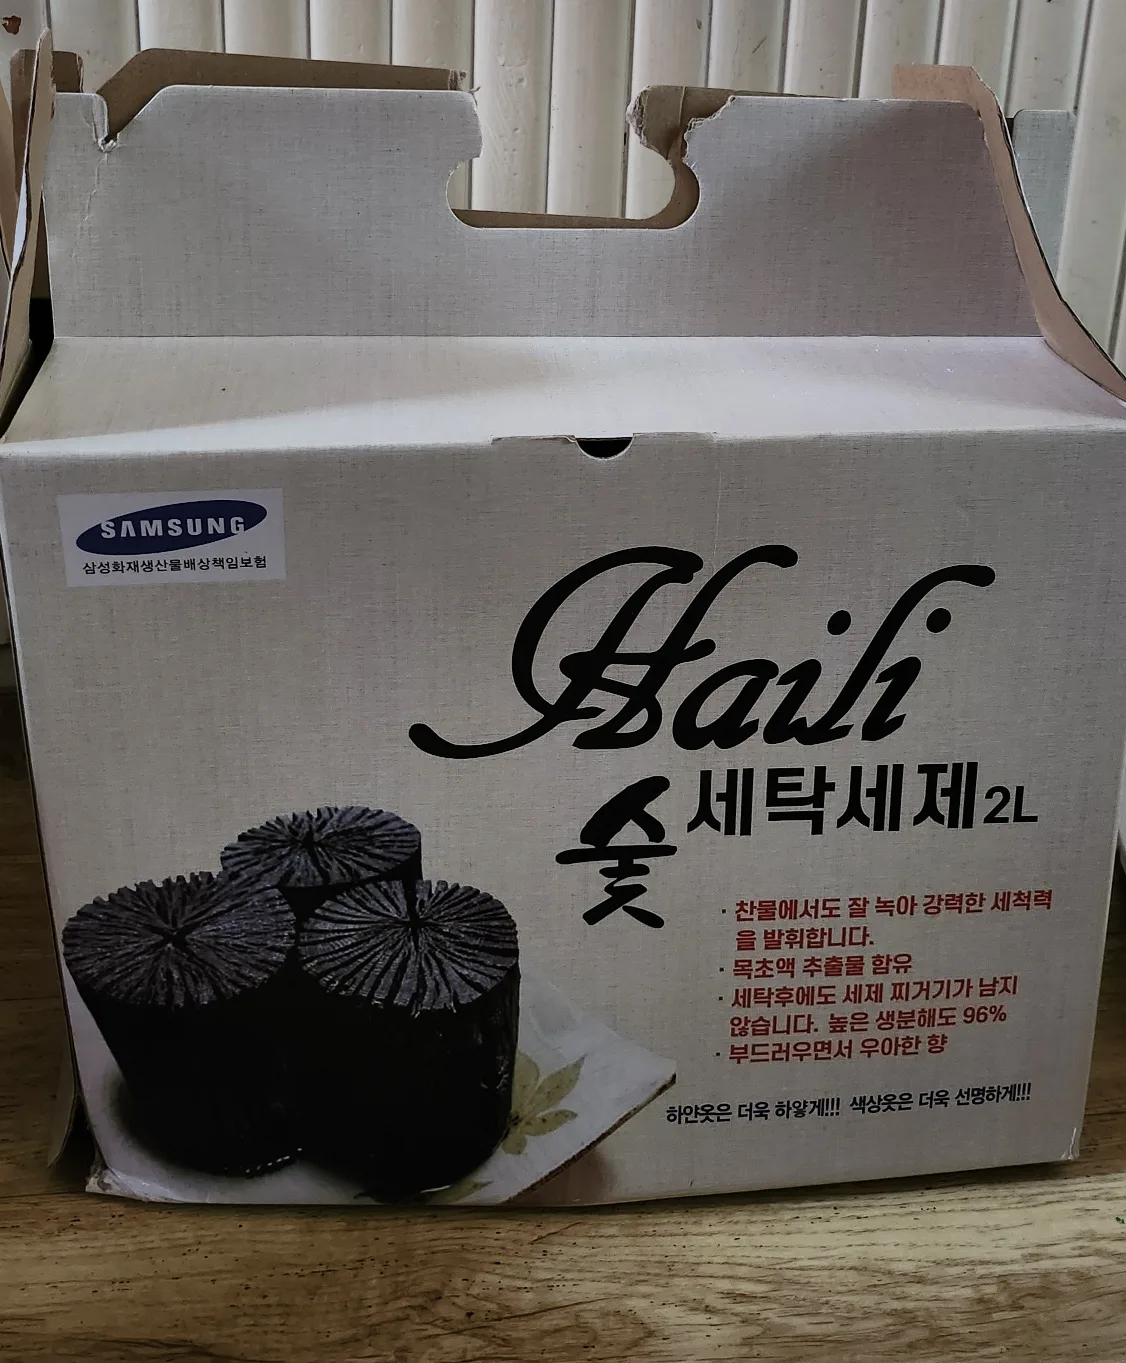 SAMSUNG
삼성화재생산물배상책임보험
Haili
숯 세탁세제 2L
· 찬물에서도 잘 녹아 강력한 세척력
을 발휘합니다.
· 목초액 추출물 함유
· 세탁후에도 세제 찌거기가 남지
않습니다. 높은 생분해도 96%
· 부드러우면서 우아한 향
하얀옷은 더욱 하얗게!!! 색상옷은 더욱 선명하게!!!